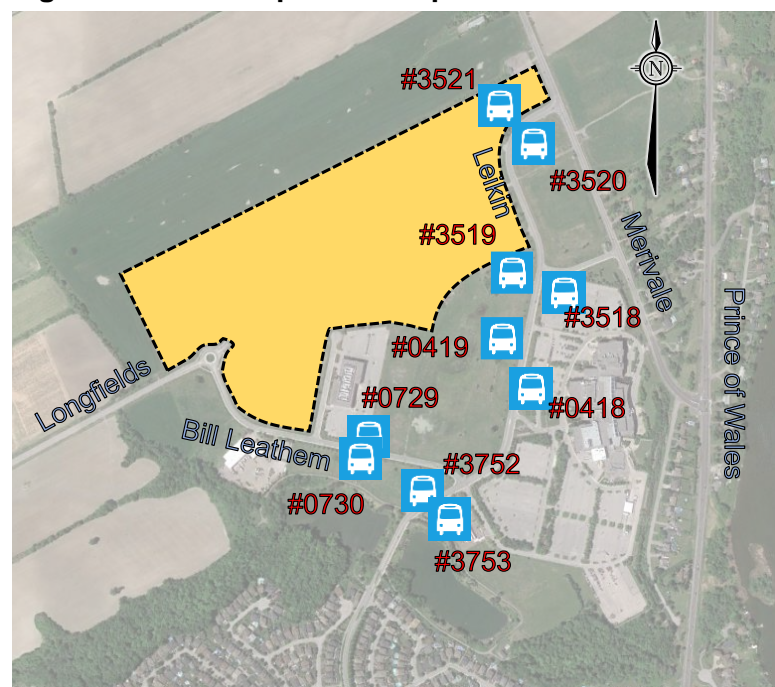 #3521
N
Leikin
#3520
#3519
Merivale
#3518
#0419
Prince of Wales
Longfields
#0729
#0418
Bill Leathem
#3752
#0730
#3753